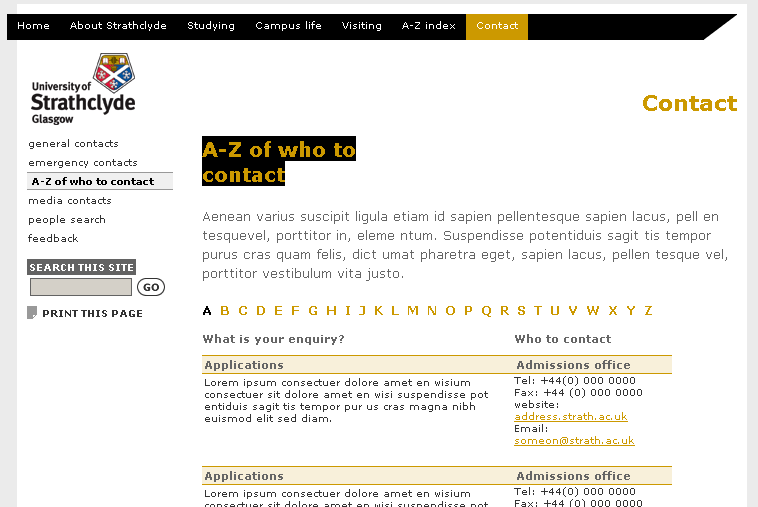 Home About Strathclyde Studying Campus life Visiting A-Z index Contact
University of
Strathclyde
Glasgow
Contact
general contacts
emergency contacts
A-Z of who to contact
media contacts
people search
feedback
SEARCH THIS SITE
GO
PRINT THIS PAGE
A-Z of who to
contact
Aenean varius suscipit ligula etiam id sapien pellentesque sapien lacus, pell en
tesquevel, porttitor in, eleme ntum. Suspendisse potentiduis sagit tis tempor
purus cras quam felis, dict umat pharetra eget, sapien lacus, pellen tesque vel,
porttitor vestibulum vita justo.
A B C D E F G H I J K L M N O P Q R S T U V W X Y Z
What is your enquiry? Who to contact
Applications Admissions office
Lorem ipsum consectuer dolore amet en wisium
consectuer sit dolore amet en wisi suspendisse pot
entiduis sagit tis tempor pur us cras magna nibh
euismod elit sed diam.
Tel: +44(0) 000 0000
Fax: +44 (0) 000 0000
website:
address.strath.ac.uk
Email:
someon@strath.ac.uk
Applications Admissions office
Lorem ipsum consectuer dolore amet en wisium
consectuer sit dolore amet en wisi suspendisse pot
Tel: +44(0) 000 0000
Fax: +44 (0) 000 0000